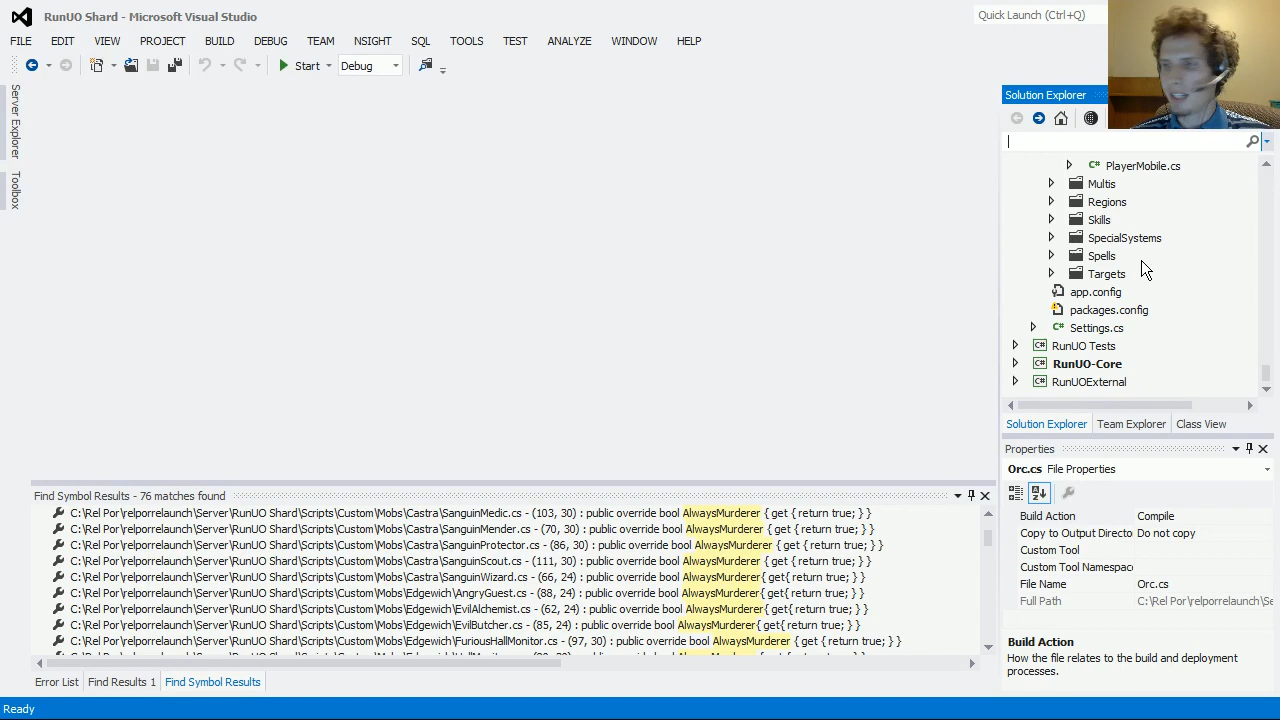 RunUO Shard - Microsoft Visual Studio
Quick Launch (Ctrl+Q)
FILE EDIT VIEW PROJECT BUILD DEBUG TEAM NSIGHT SQL TOOLS TEST ANALYZE WINDOW HELP
Start Debug
Server Explorer
Toolbox
Solution Explorer
PlayerMobile.cs
Multis
Regions
Skills
SpecialSystems
Spells
Targets
app.config
packages.config
Settings.cs
RunUO Tests
RunUO-Core
RunUOExternal
Solution Explorer Team Explorer Class View
Properties
Orc.cs File Properties
Build Action Compile
Copy to Output Directo Do not copy
Custom Tool
Custom Tool Namespac
File Name Orc.cs
Full Path C:\Rel Por\relporrelaunch\Se
Build Action
How the file relates to the build and deployment
processes.
Find Symbol Results - 76 matches found
C:\Rel Por\relporrelaunch\Server\RunUO Shard\Scripts\Custom\Mobs\Castra\SanguinMedic.cs - (103, 30) : public override bool AlwaysMurderer { get { return true; } }
C:\Rel Por\relporrelaunch\Server\RunUO Shard\Scripts\Custom\Mobs\Castra\SanguinMender.cs - (70, 30) : public override bool AlwaysMurderer { get { return true; } }
C:\Rel Por\relporrelaunch\Server\RunUO Shard\Scripts\Custom\Mobs\Castra\SanguinProtector.cs - (86, 30) : public override bool AlwaysMurderer { get { return true; } }
C:\Rel Por\relporrelaunch\Server\RunUO Shard\Scripts\Custom\Mobs\Castra\SanguinScout.cs - (111, 30) : public override bool AlwaysMurderer { get { return true; } }
C:\Rel Por\relporrelaunch\Server\RunUO Shard\Scripts\Custom\Mobs\Castra\SanguinWizard.cs - (66, 24) : public override bool AlwaysMurderer{ get{ return true; } }
C:\Rel Por\relporrelaunch\Server\RunUO Shard\Scripts\Custom\Mobs\Edgewich\AngryGuest.cs - (88, 24) : public override bool AlwaysMurderer{ get{ return true; } }
C:\Rel Por\relporrelaunch\Server\RunUO Shard\Scripts\Custom\Mobs\Edgewich\EvilAlchemist.cs - (62, 24) : public override bool AlwaysMurderer{ get{ return true; } }
C:\Rel Por\relporrelaunch\Server\RunUO Shard\Scripts\Custom\Mobs\Edgewich\EvilButcher.cs - (85, 24) : public override bool AlwaysMurderer{ get{ return true; } }
C:\Rel Por\relporrelaunch\Server\RunUO Shard\Scripts\Custom\Mobs\Edgewich\FuriousHallMonitor.cs - (97, 30) : public override bool AlwaysMurderer { get { return true; } }
Error List Find Results 1 Find Symbol Results
Ready